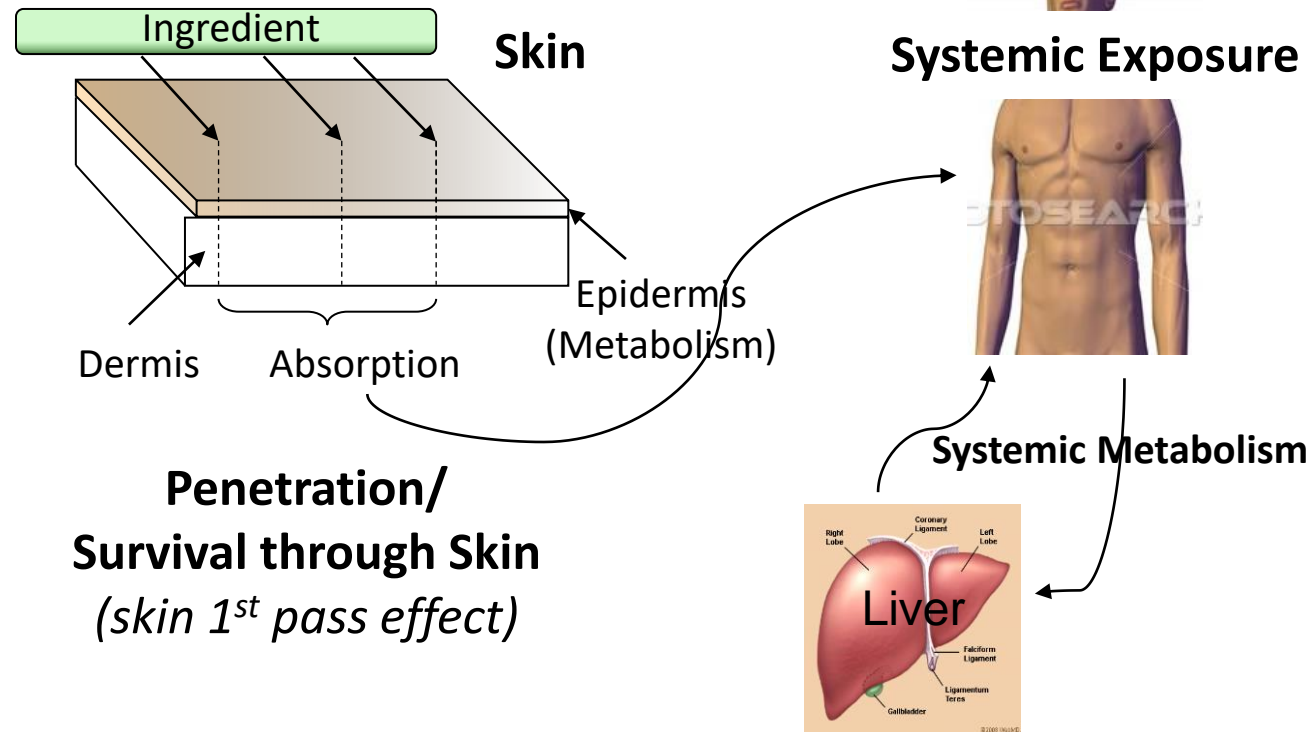 Ingredient
Skin
Systemic Exposure
Epidermis
(Metabolism)
Dermis
Absorption
Penetration/
Survival through Skin
(skin 1st pass effect)
Systemic Metabolism
Coronary
Ligament
Right
Lobe
Left
Lobe
Liver
Falciform
Ligament
Ligamentum
Teres
Gallbladder